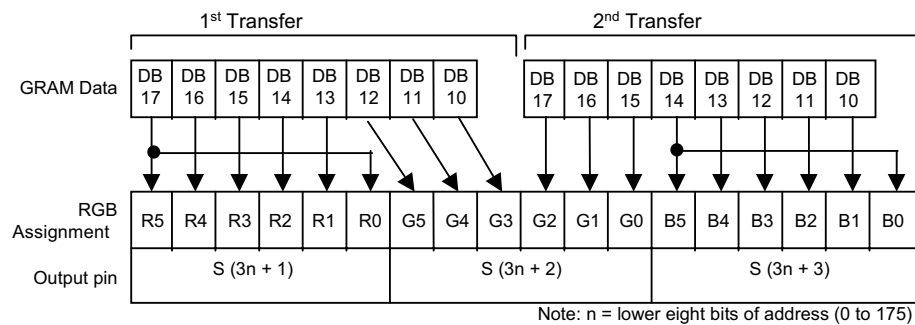 1st Transfer 2nd Transfer
GRAM Data DB 17 DB 16 DB 15 DB 14 DB 13 DB 12 DB 11 DB 10 DB 17 DB 16 DB 15 DB 14 DB 13 DB 12 DB 11 DB 10
RGB Assignment R5 R4 R3 R2 R1 R0 G5 G4 G3 G2 G1 G0 B5 B4 B3 B2 B1 B0
Output pin S (3n + 1) S (3n + 2) S (3n + 3)
Note: n = lower eight bits of address (0 to 175)